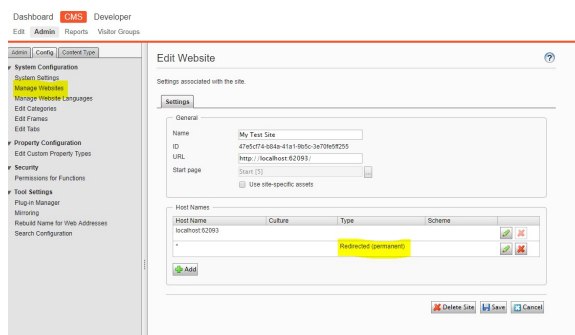 Dashboard CMS Developer
Edit Admin Reports Visitor Groups
Admin Config Content Type
System Configuration
System Settings
Manage Websites
Manage Website Languages
Edit Categories
Edit Frames
Edit Tabs
Property Configuration
Edit Custom Property Types
Security
Permissions for Functions
Tool Settings
Plug-in Manager
Mirroring
Rebuild Name for Web Addresses
Search Configuration
Edit Website
?
Settings associated with the site.
Settings
General
Name My Test Site
ID 47e5cf74-b84a-41a1-9b5c-3e70fe5ff255
URL http://localhost:62093/
Start page Start [5] ...
Use site-specific assets
Host Names
Host Name Culture Type Scheme
localhost:62093
* Redirected (permanent)
Add
Delete Site Save Cancel